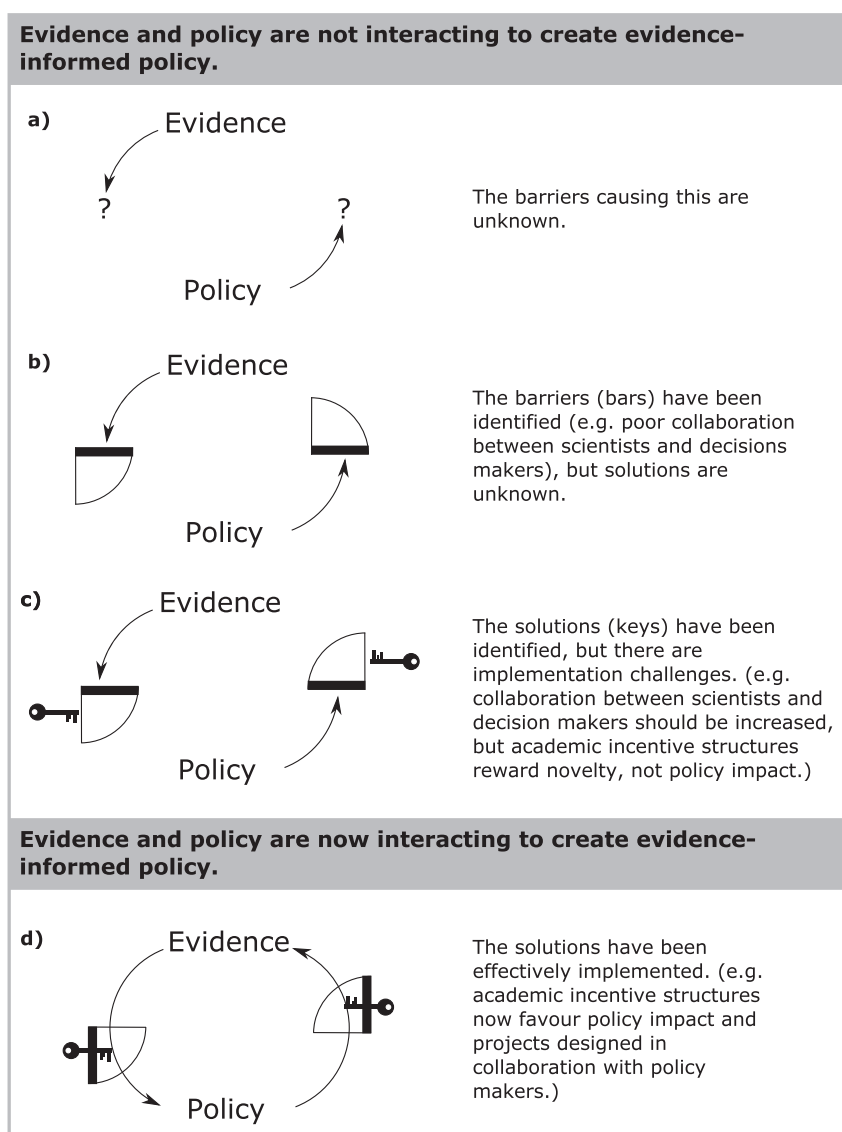 Evidence and policy are not interacting to create evidence-
informed policy.
a)
Evidence
?
?
Policy
The barriers causing this are
unknown.
b)
Evidence
Policy
The barriers (bars) have been
identified (e.g. poor collaboration
between scientists and decisions
makers), but solutions are
unknown.
c)
Evidence
Policy
The solutions (keys) have been
identified, but there are
implementation challenges. (e.g.
collaboration between scientists and
decision makers should be increased,
but academic incentive structures
reward novelty, not policy impact.)
Evidence and policy are now interacting to create evidence-
informed policy.
d)
Evidence
Policy
The solutions have been
effectively implemented. (e.g.
academic incentive structures
now favour policy impact and
projects designed in
collaboration with policy
makers.)